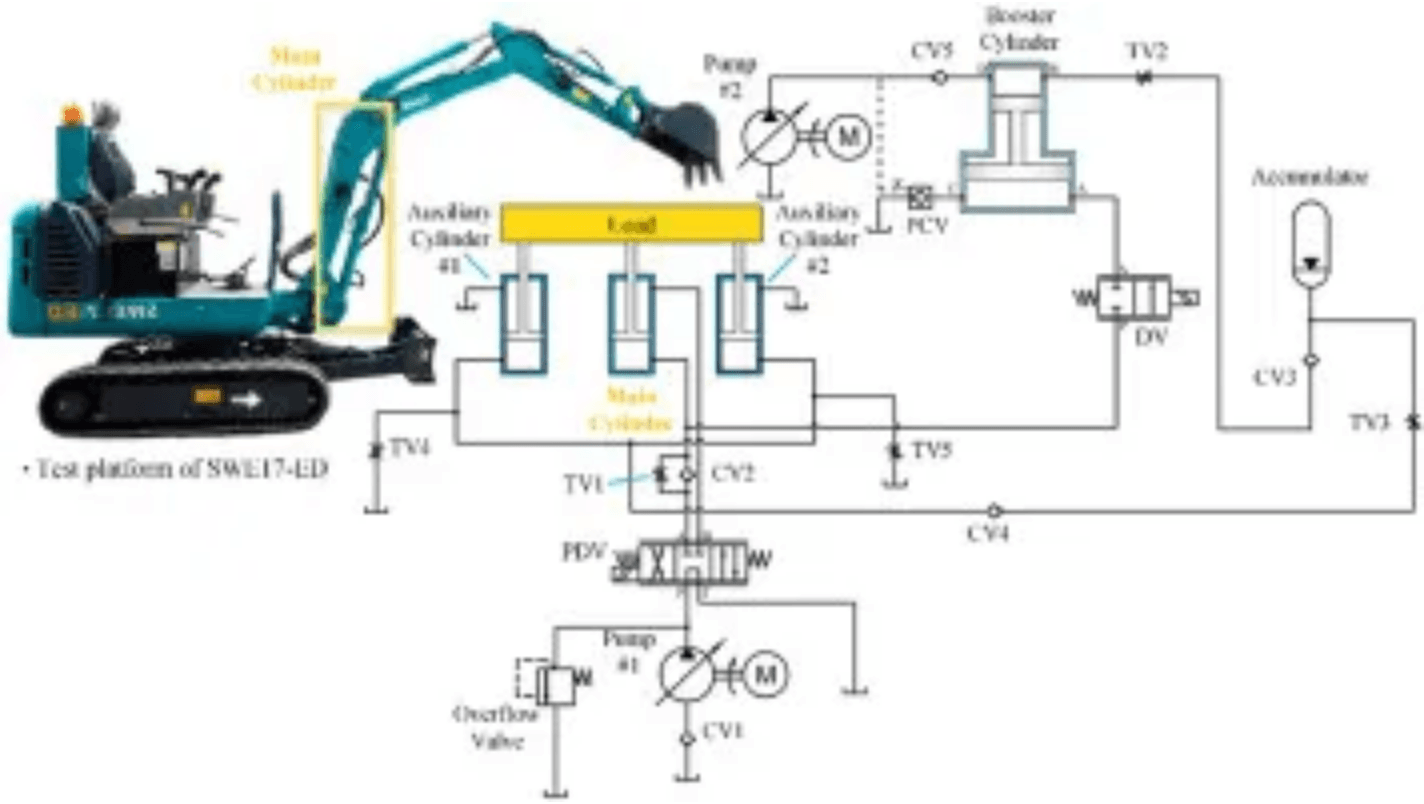 Main
Cylinder
Booster
Cylinder
CV5
TV2
Pump
#2
M
Accumulator
Auxiliary
Cylinder
#1
Load
Auxiliary
Cylinder
#2
PCV
DV
CV3
TV3
Main
Cylinder
TV4
TV5
• Test platform of SWE17-ED
TV1
CV2
CV4
PDV
Pump
#1
M
Overflow
Valve
CV1